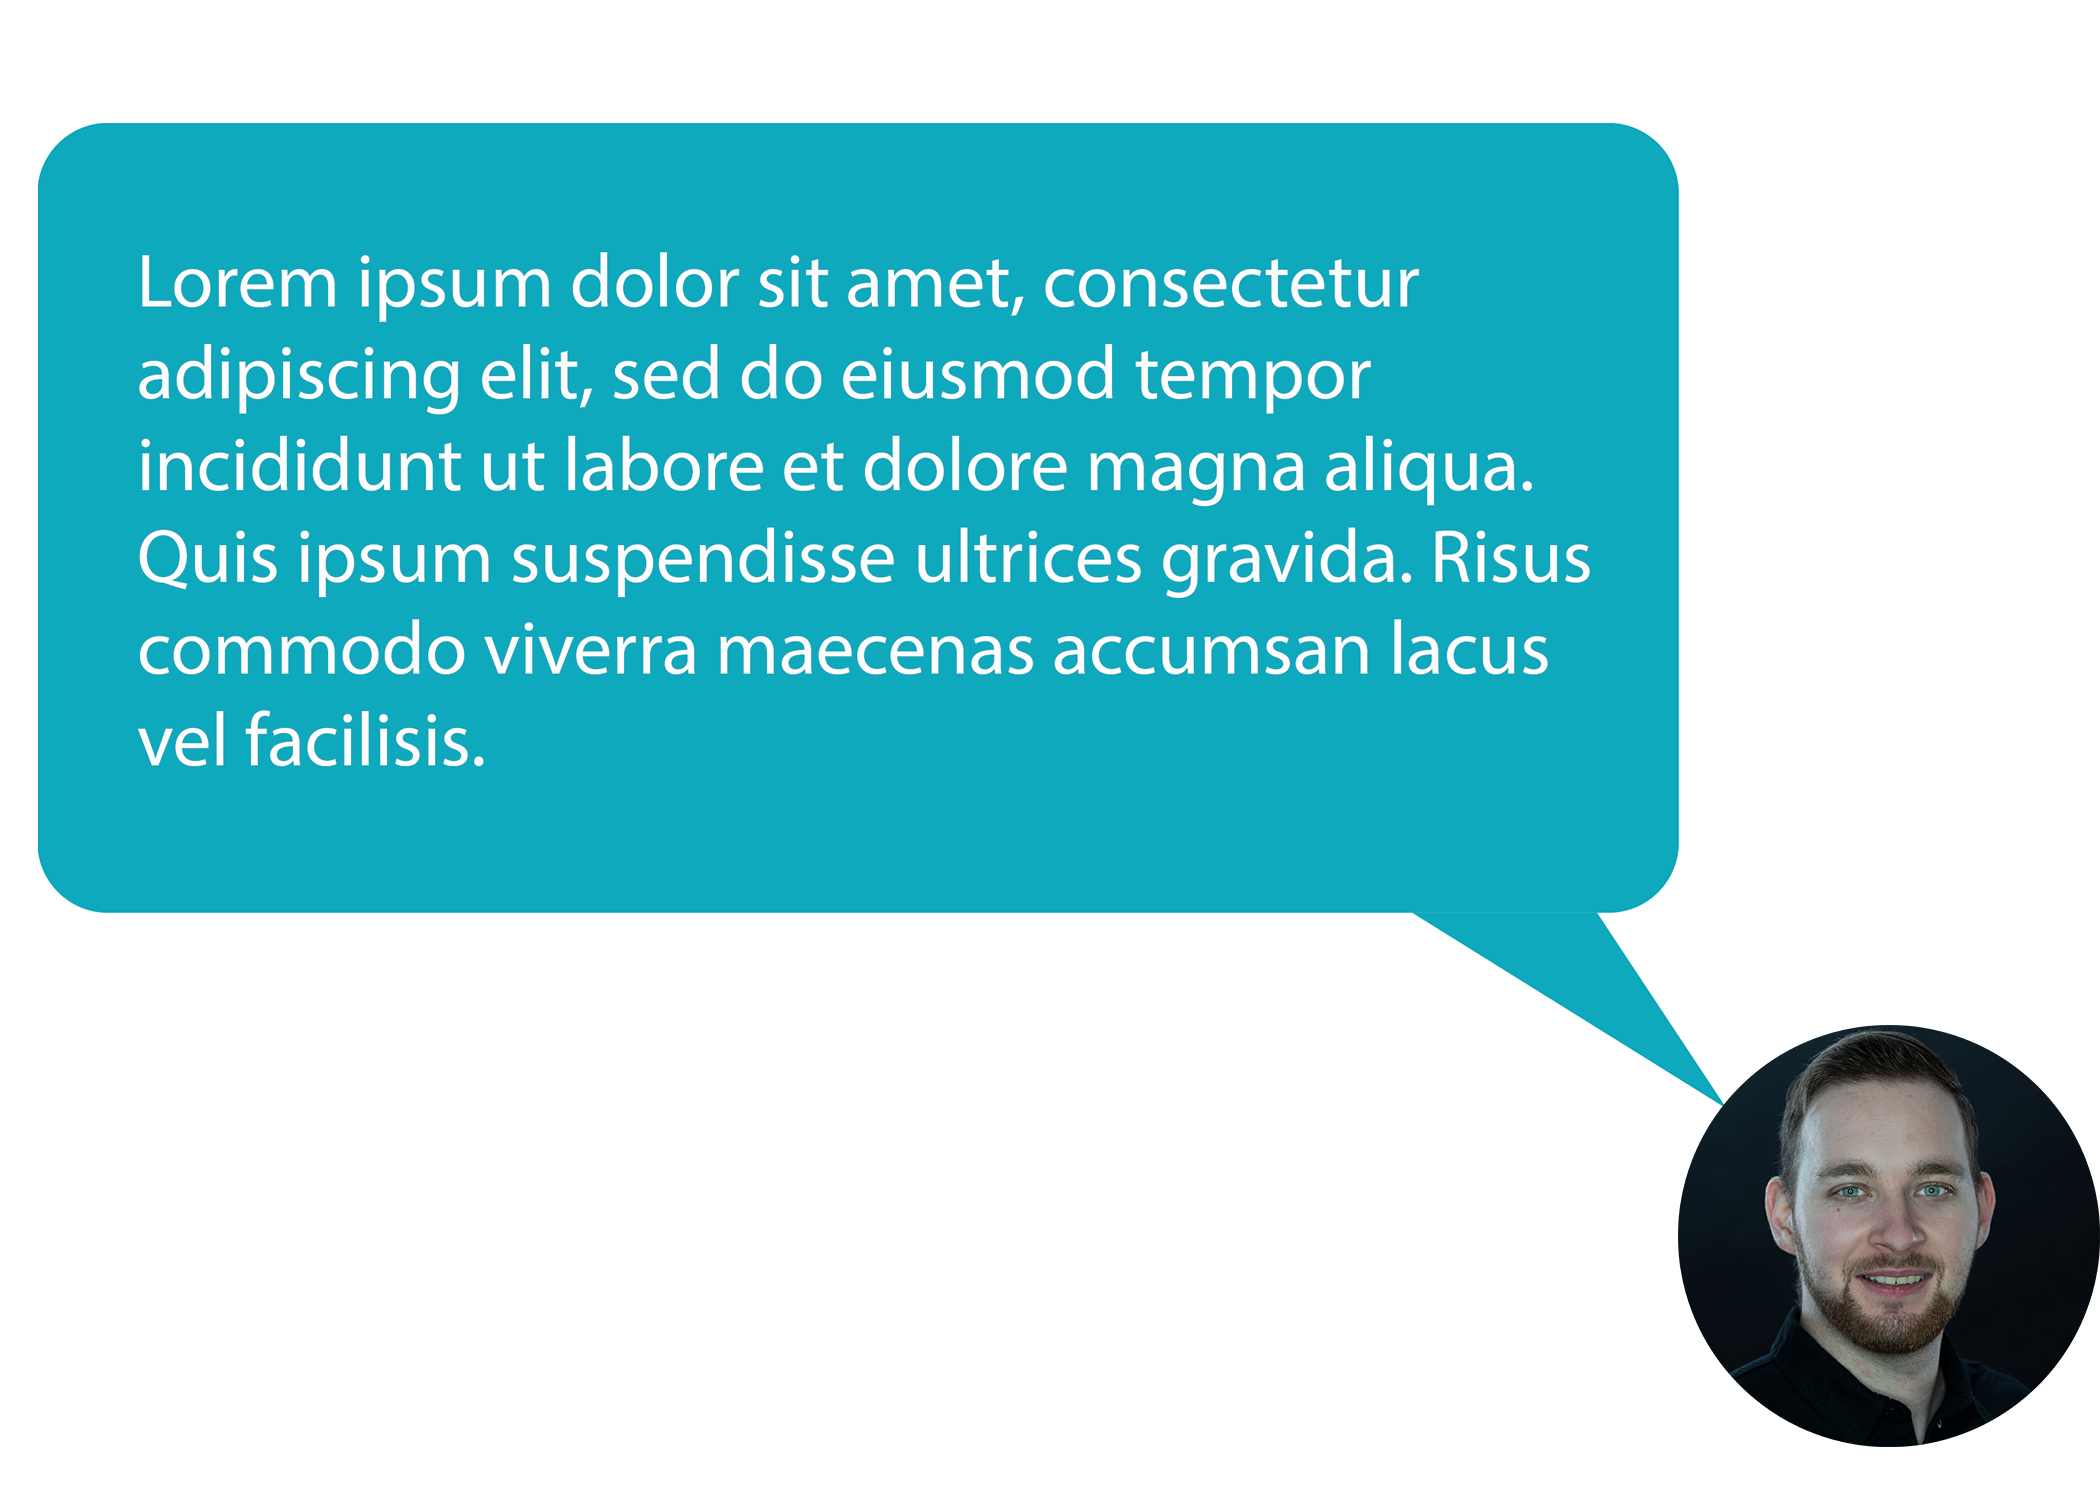 Lorem ipsum dolor sit amet, consectetur
adipiscing elit, sed do eiusmod tempor
incididunt ut labore et dolore magna aliqua.
Quis ipsum suspendisse ultrices gravida. Risus
commodo viverra maecenas accumsan lacus
vel facilisis.